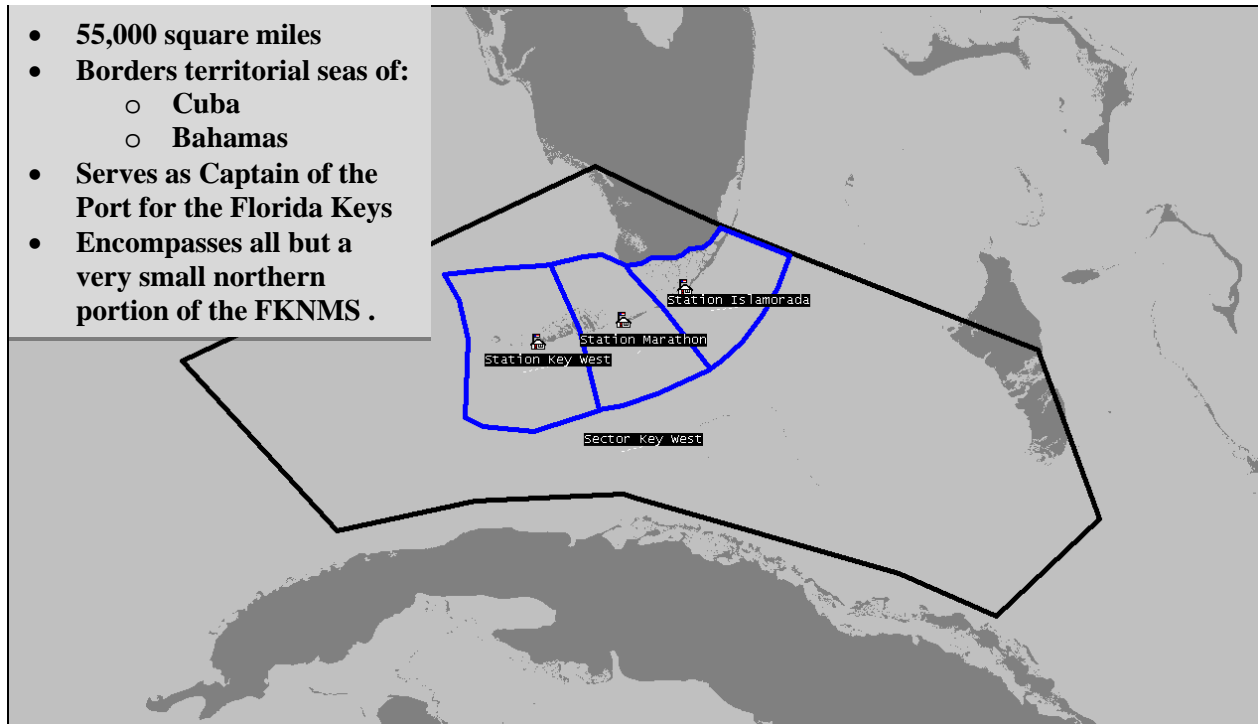 • 55,000 square miles
• Borders territorial seas of:
o Cuba
o Bahamas
• Serves as Captain of the
Port for the Florida Keys
• Encompasses all but a
very small northern
portion of the FKNMS .
Station Islamorada
Station Marathon
Station Key West
Sector Key West